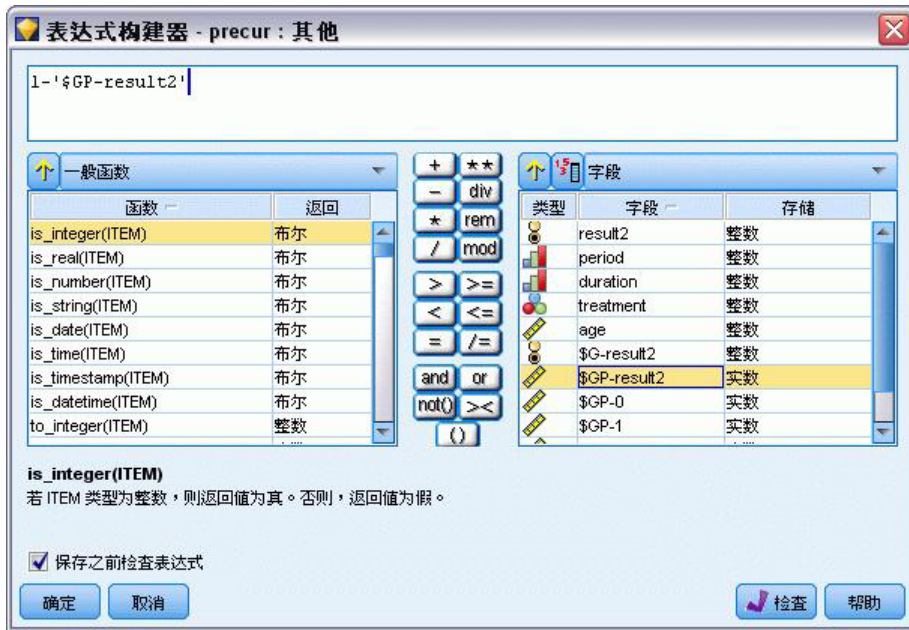 表达式构建器 - precur : 其他
1-'$GP-result2'
一般函数
函数 返回
is_integer(ITEM) 布尔
is_real(ITEM) 布尔
is_number(ITEM) 布尔
is_string(ITEM) 布尔
is_date(ITEM) 布尔
is_time(ITEM) 布尔
is_timestamp(ITEM) 布尔
is_datetime(ITEM) 布尔
to_integer(ITEM) 整数
+ **
- div
* rem
/ mod
> >=
< <=
= /=
and or
not() ><
()
字段
类型 字段 存储
result2 整数
period 整数
duration 整数
treatment 整数
age 整数
$G-result2 整数
$GP-result2 实数
$GP-0 实数
$GP-1 实数
is_integer(ITEM)
若 ITEM 类型为整数，则返回值为真。否则，返回值为假。
保存之前检查表达式
确定 取消 检查 帮助